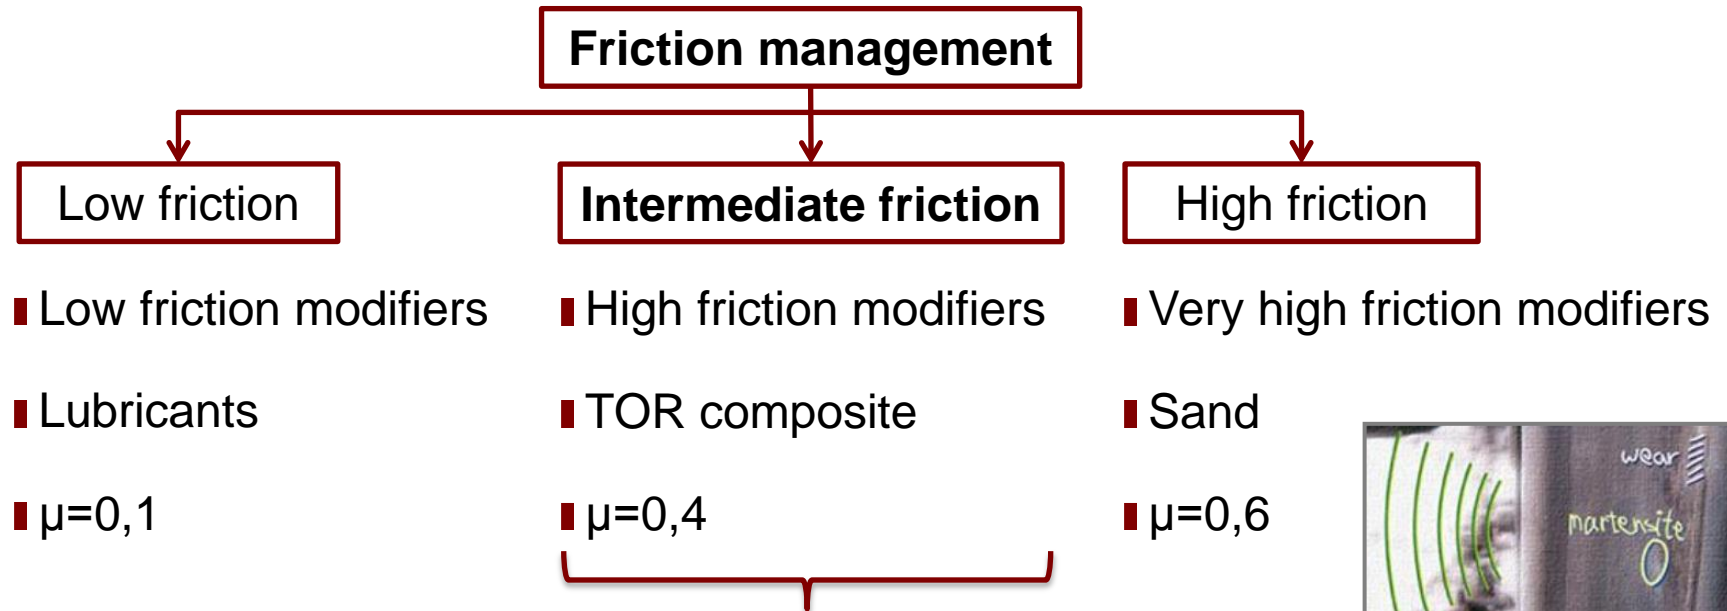 Friction management
Low friction
Intermediate friction
High friction
Low friction modifiers
High friction modifiers
Very high friction modifiers
Lubricants
TOR composite
Sand
µ=0,1
µ=0,4
µ=0,6
wear
martensite